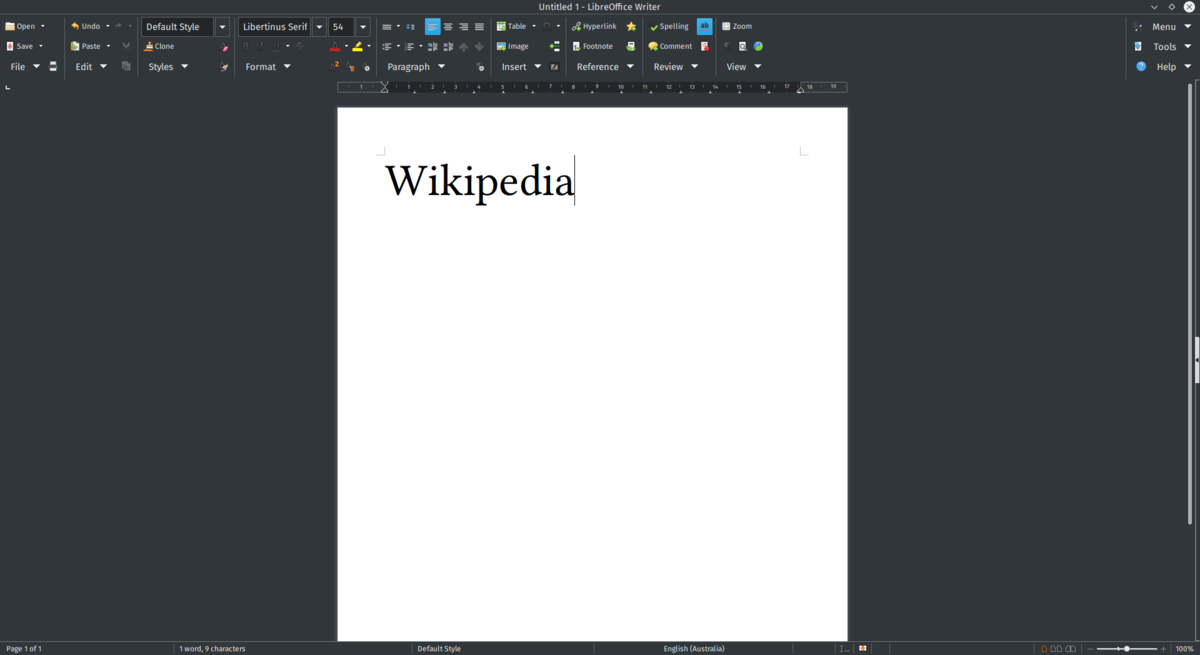 Untitled 1 - LibreOffice Writer
Open Undo Default Style Libertinus Serif 54 Table Hyperlink Spelling ab Zoom Menu
Save Paste Clone Image Footnote Comment Tools
File Edit Styles Format Paragraph Insert Reference Review View Help
1 1 2 3 4 5 6 7 8 9 10 11 12 13 14 15 16 17 18 19
Wikipedia
Page 1 of 1 1 word, 9 characters Default Style English (Australia) 100%